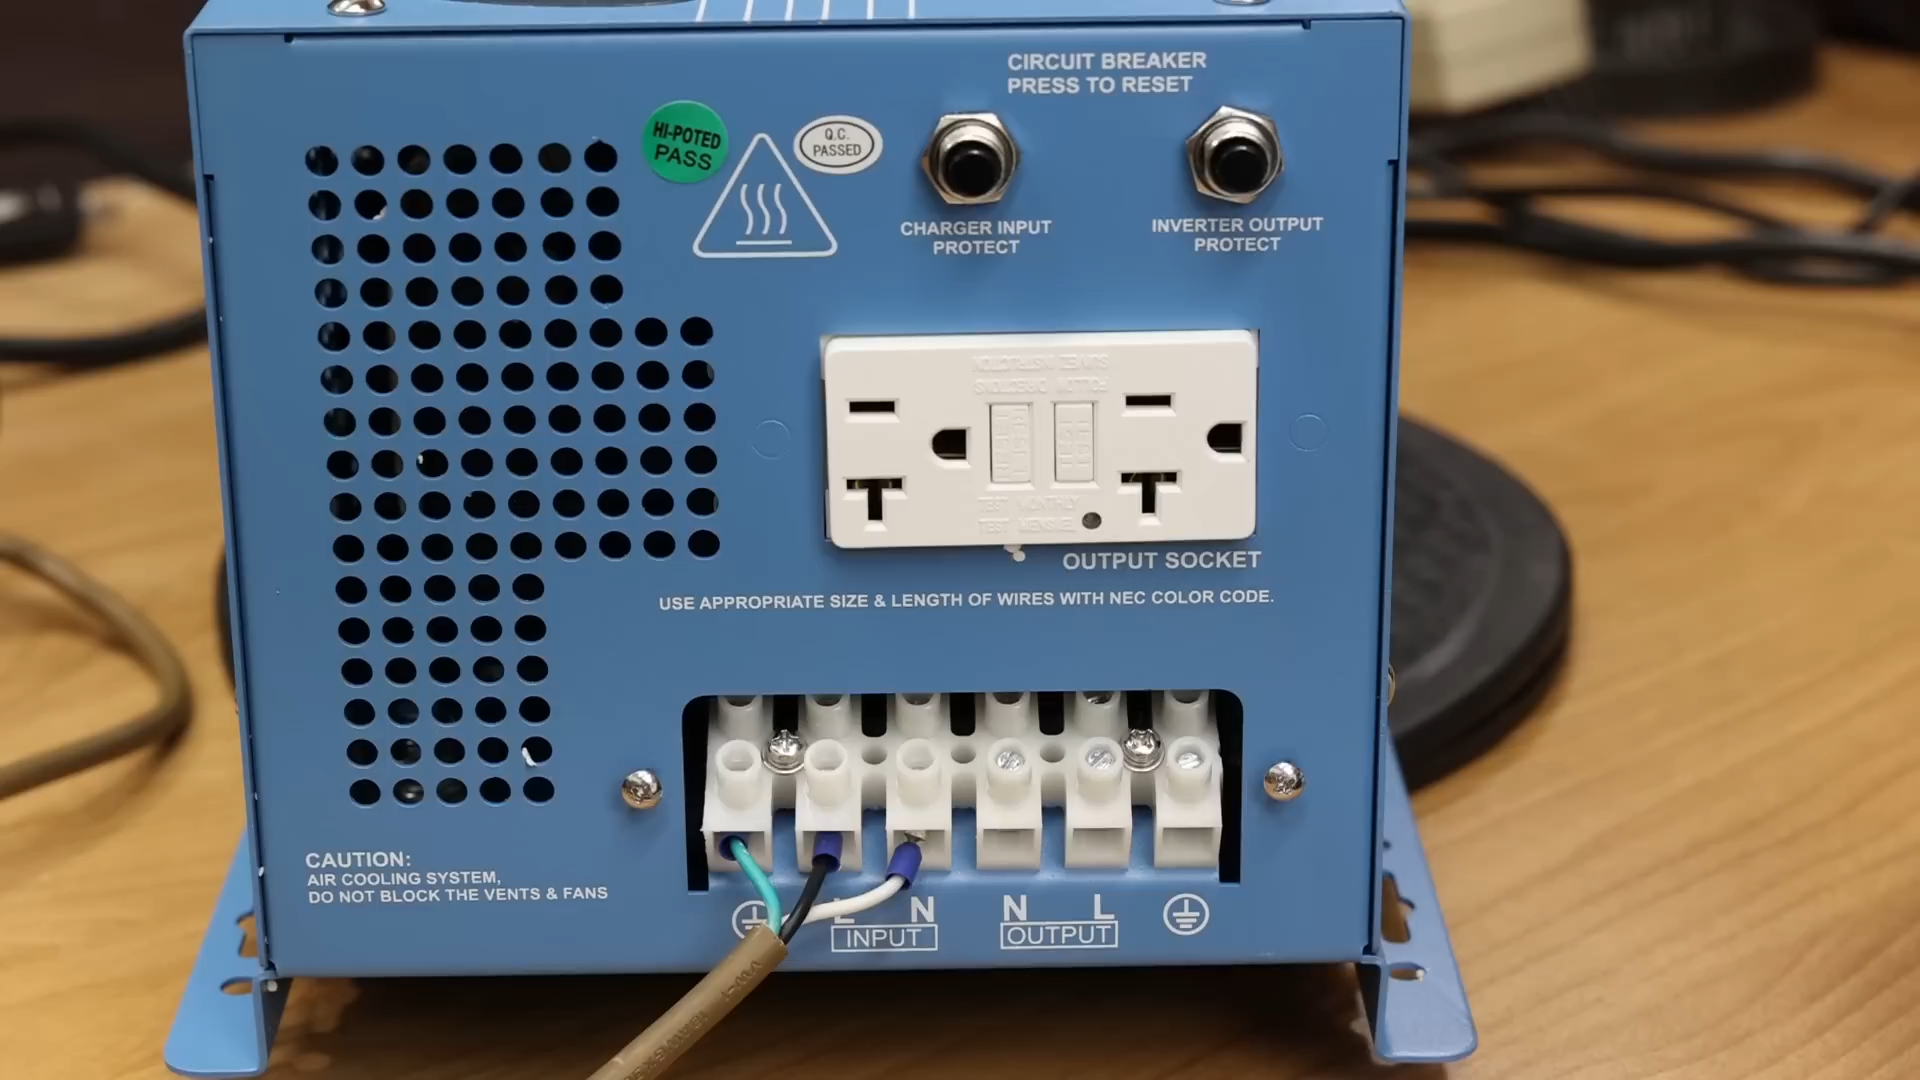 CIRCUIT BREAKER
PRESS TO RESET
HI-POTED
PASS
Q.C.
PASSED
CHARGER INPUT
PROTECT
INVERTER OUTPUT
PROTECT
TEST MONTHLY
OUTPUT SOCKET
USE APPROPRIATE SIZE & LENGTH OF WIRES WITH NEC COLOR CODE.
CAUTION:
AIR COOLING SYSTEM,
DO NOT BLOCK THE VENTS & FANS
L N
INPUT
N L
OUTPUT